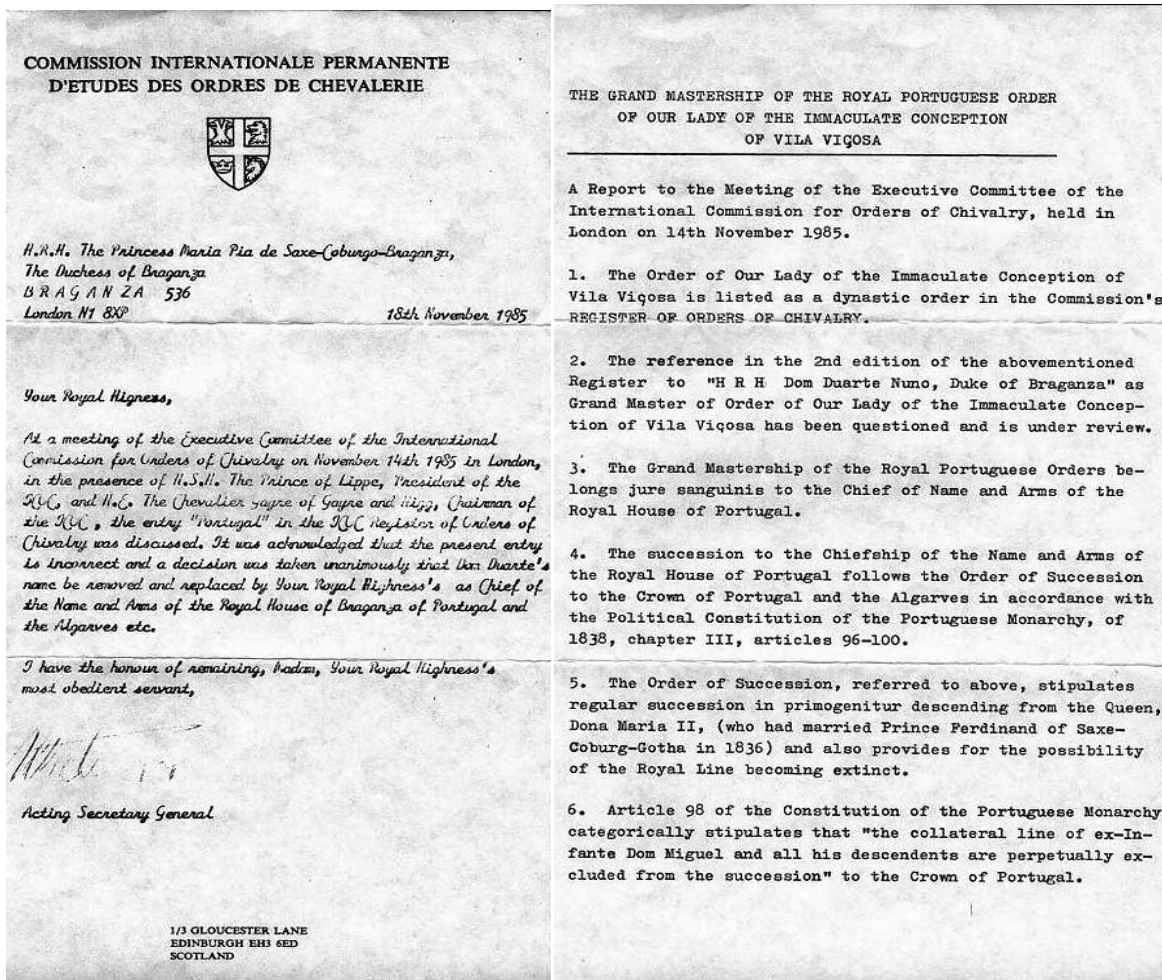 COMMISSION INTERNATIONALE PERMANENTE
D'ETUDES DES ORDRES DE CHEVALERIE
H.R.H. The Princess Maria Pia de Saxe-Coburgo-Braganza,
The Duchess of Braganza
BRAGANZA 536
London N1 8XP 18th November 1985
Your Royal Higness,
At a meeting of the Executive Committee of the International
Commission for Orders of Chivalry on November 14th 1985 in London,
in the presence of H.S.H. The Prince of Lippe, President of the
ICOC, and H.E. The Chevalier Gayre of Gayre and Nigg, Chairman of
the ICOC, the entry "Portugal" in the ICOC Register of Orders of
Chivalry was discussed. It was acknowledged that the present entry
is incorrect and a decision was taken unanimously that Don Duarte's
name be removed and replaced by Your Royal Highness's as Chief of
the Name and Arms of the Royal House of Braganza of Portugal and
the Algarves etc.
I have the honour of remaining, Madam, Your Royal Highness's
most obedient servant,
Acting Secretary General
1/3 GLOUCESTER LANE
EDINBURGH EH3 6ED
SCOTLAND
THE GRAND MASTERSHIP OF THE ROYAL PORTUGUESE ORDER
OF OUR LADY OF THE IMMACULATE CONCEPTION
OF VILA VIÇOSA
A Report to the Meeting of the Executive Committee of the
International Commission for Orders of Chivalry, held in
London on 14th November 1985.
1. The Order of Our Lady of the Immaculate Conception of
Vila Viçosa is listed as a dynastic order in the Commission's
REGISTER OF ORDERS OF CHIVALRY.
2. The reference in the 2nd edition of the abovementioned
Register to "H R H Dom Duarte Nuno, Duke of Braganza" as
Grand Master of Order of Our Lady of the Immaculate Concep-
tion of Vila Viçosa has been questioned and is under review.
3. The Grand Mastership of the Royal Portuguese Orders be-
longs jure sanguinis to the Chief of Name and Arms of the
Royal House of Portugal.
4. The succession to the Chiefship of the Name and Arms of
the Royal House of Portugal follows the Order of Succession
to the Crown of Portugal and the Algarves in accordance with
the Political Constitution of the Portuguese Monarchy, of
1838, chapter III, articles 96-100.
5. The Order of Succession, referred to above, stipulates
regular succession in primogenitur descending from the Queen,
Dona Maria II, (who had married Prince Ferdinand of Saxe-
Coburg-Gotha in 1836) and also provides for the possibility
of the Royal Line becoming extinct.
6. Article 98 of the Constitution of the Portuguese Monarchy
categorically stipulates that "the collateral line of ex-In-
fante Dom Miguel and all his descendents are perpetually ex-
cluded from the succession" to the Crown of Portugal.